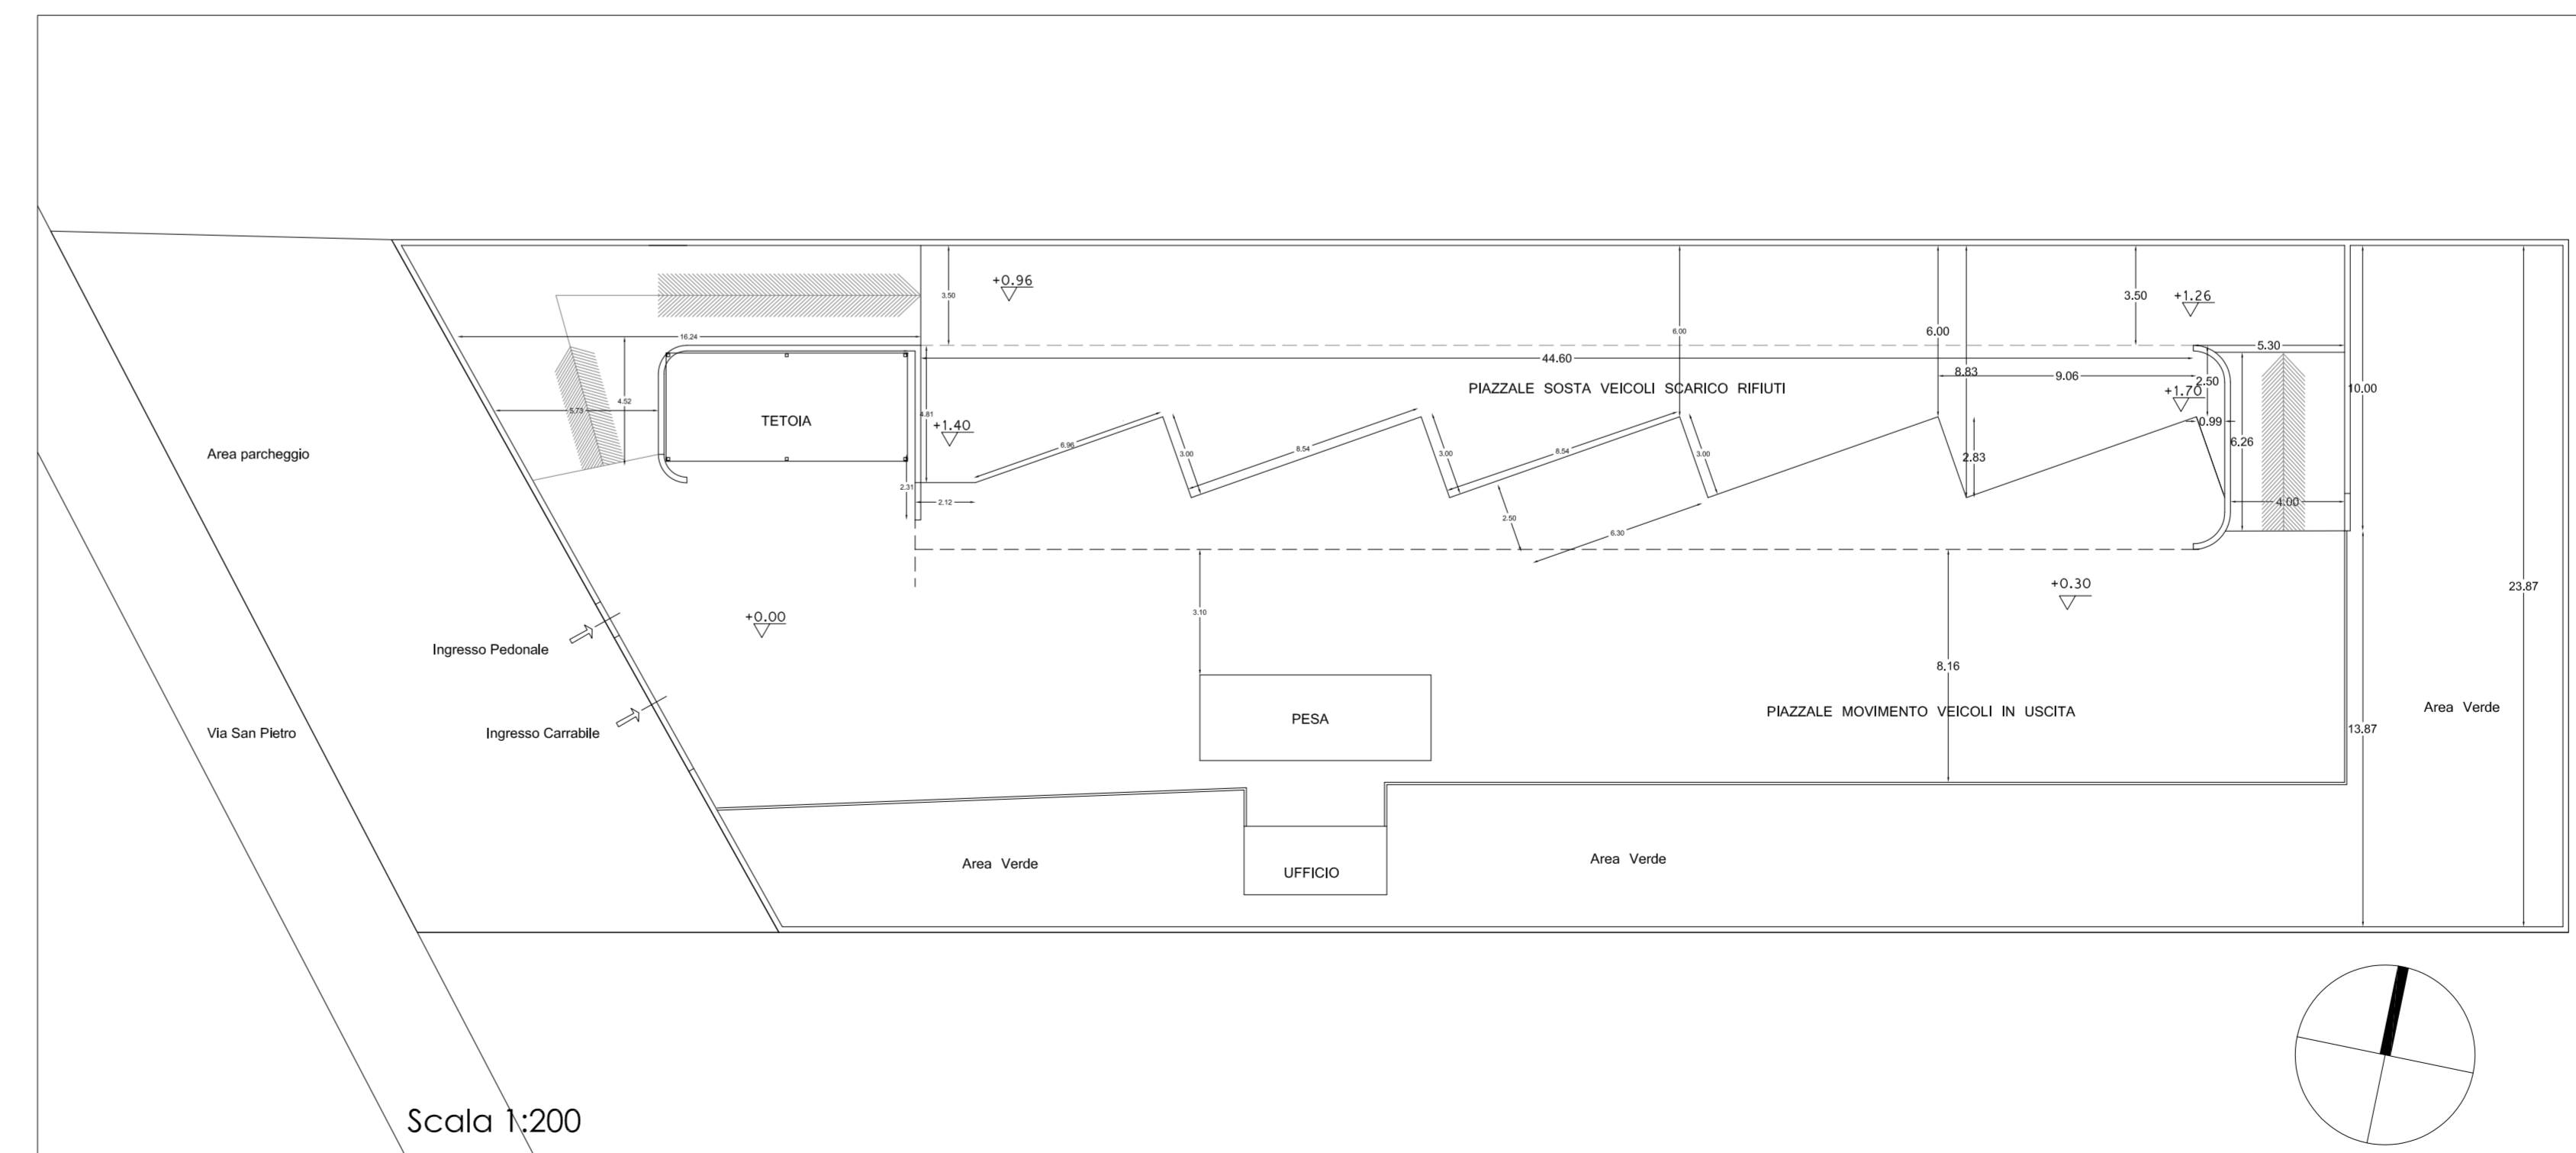 +0.96
3.50
+1.26
3.50
16.24
6.00
6.00
5.30
44.60
8.83
9.06
2.50
PIAZZALE SOSTA VEICOLI SCARICO RIFIUTI
10.00
+1.70
5.73
4.52
TETOIA
4.81
+1.40
0.99
6.96
3.00
8.54
3.00
8.54
3.00
2.83
6.26
Area parcheggio
2.31
2.12
4.00
2.50
6.30
+0.00
3.10
+0.30
23.87
Ingresso Pedonale
8.16
Via San Pietro
Ingresso Carrabile
PESA
PIAZZALE MOVIMENTO VEICOLI IN USCITA
13.87
Area Verde
Area Verde
UFFICIO
Area Verde
Scala 1:200